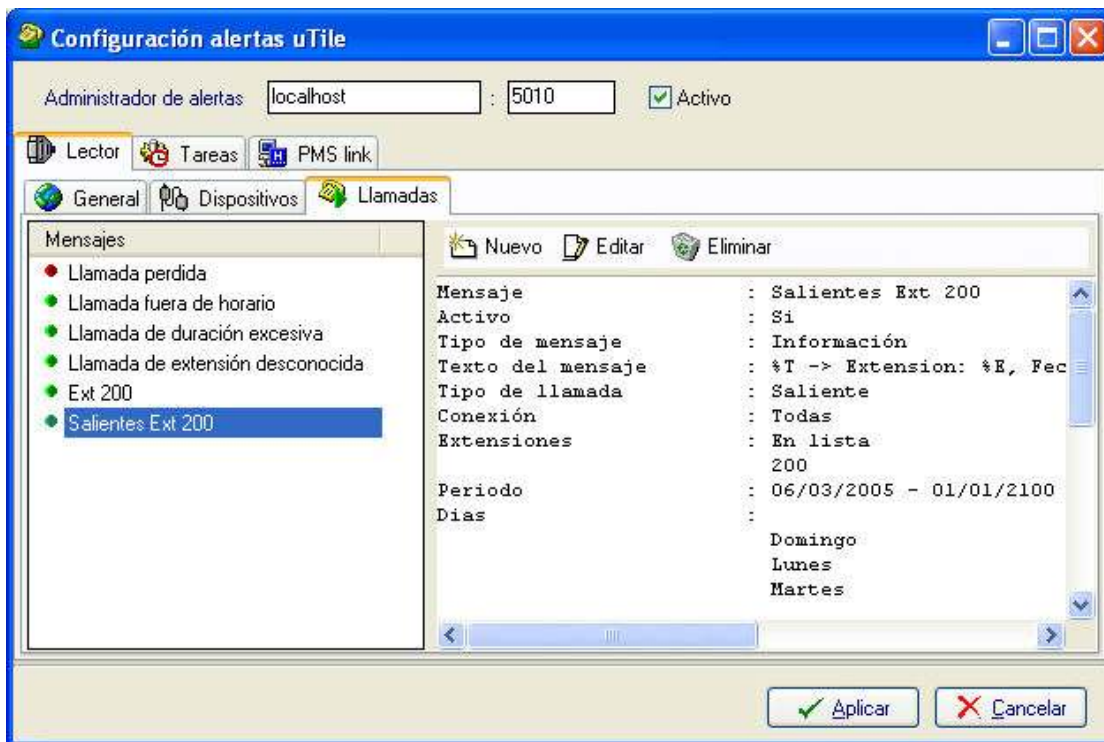 Configuración alertas uTile
Administrador de alertas localhost : 5010 Activo
Lector Tareas PMS link
General Dispositivos Llamadas
Mensajes
Llamada perdida
Llamada fuera de horario
Llamada de duración excesiva
Llamada de extensión desconocida
Ext 200
Salientes Ext 200
Nuevo Editar Eliminar
Mensaje : Salientes Ext 200
Activo : Si
Tipo de mensaje : Información
Texto del mensaje : %T -> Extension: %E, Fec
Tipo de llamada : Saliente
Conexión : Todas
Extensiones : En lista
200
Periodo : 06/03/2005 - 01/01/2100
Dias :
Domingo
Lunes
Martes
Aplicar Cancelar